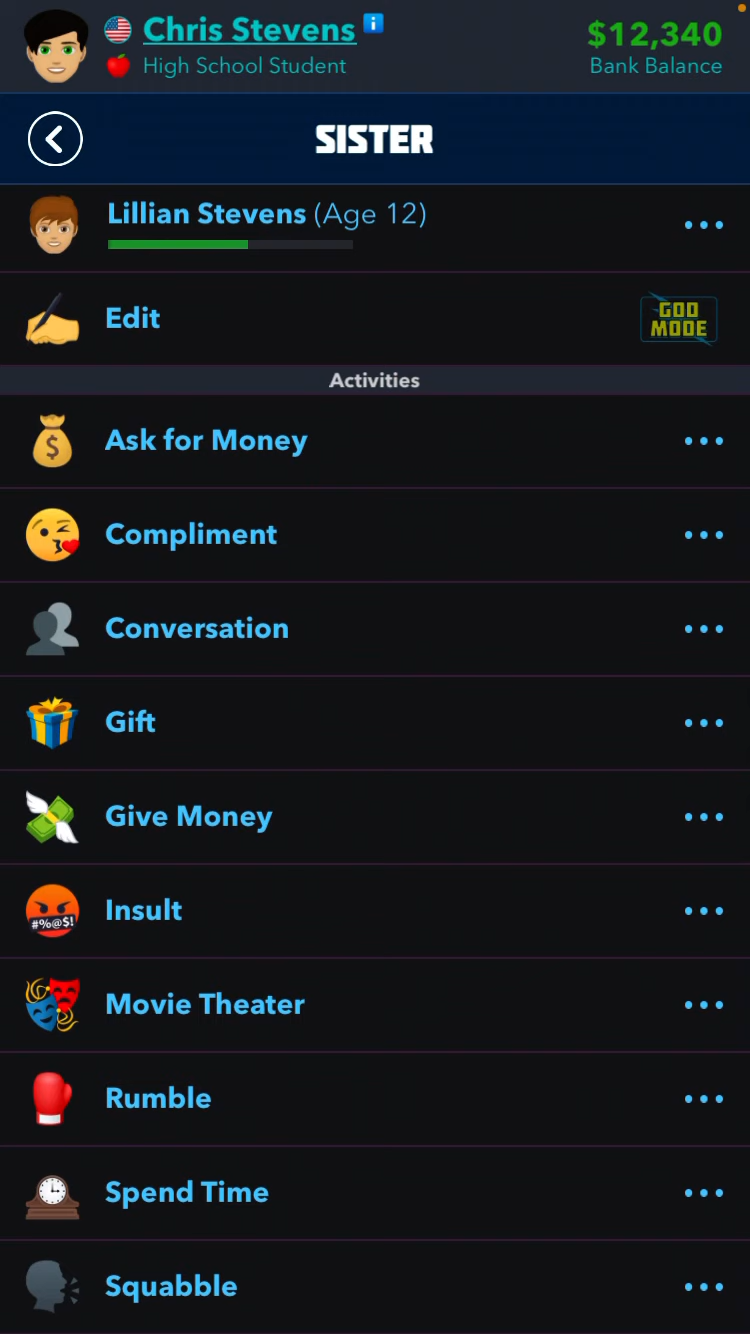 Chris Stevens i
$12,340
High School Student
Bank Balance
SISTER
Lillian Stevens (Age 12)
Edit
GOD
MODE
Activities
$
Ask for Money
Compliment
Conversation
Gift
Give Money
#%@$!
Insult
Movie Theater
Rumble
Spend Time
Squabble